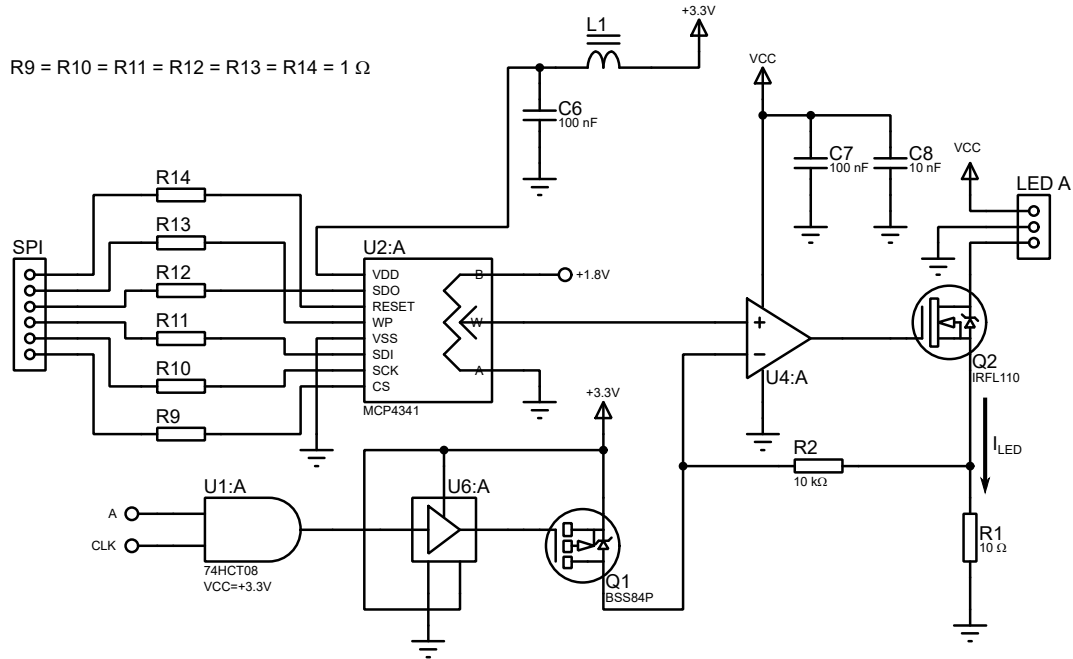 +3.3V
L1
R9 = R10 = R11 = R12 = R13 = R14 = 1 Ω
VCC
C6
100 nF
C7
100 nF
C8
10 nF
VCC
LED A
R14
R13
SPI
R12
R11
R10
R9
U2:A
VDD
SDO
RESET
WP
VSS
SDI
SCK
CS
B
W
A
MCP4341
+1.8V
+
−
U4:A
Q2
IRFL110
+3.3V
ILED
R2
10 kΩ
U1:A
U6:A
A
CLK
74HCT08
VCC=+3.3V
Q1
BSS84P
R1
10 Ω